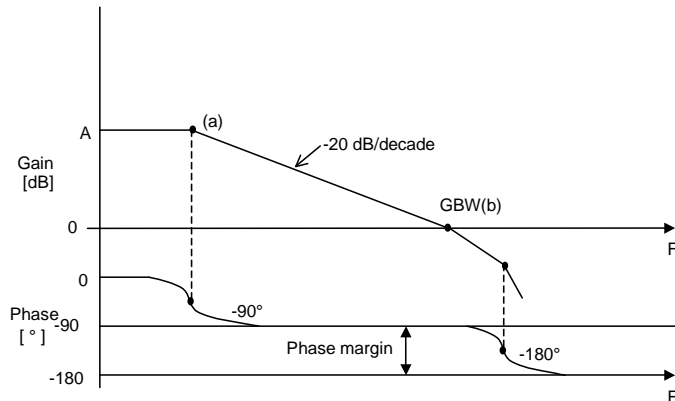 (a)
A
-20 dB/decade
Gain
[dB]
GBW(b)
0
F
0
Phase
-90°
-90
[ ° ]
Phase margin
-180°
-180
F